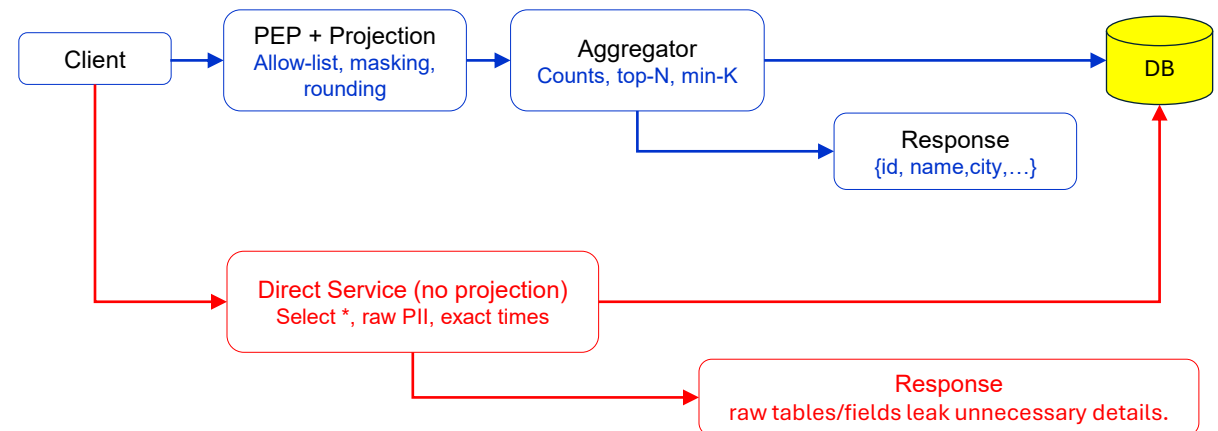 Client
PEP + Projection
Allow-list, masking,
rounding
Aggregator
Counts, top-N, min-K
DB
Response
{id, name,city,…}
Direct Service (no projection)
Select *, raw PII, exact times
Response
raw tables/fields leak unnecessary details.